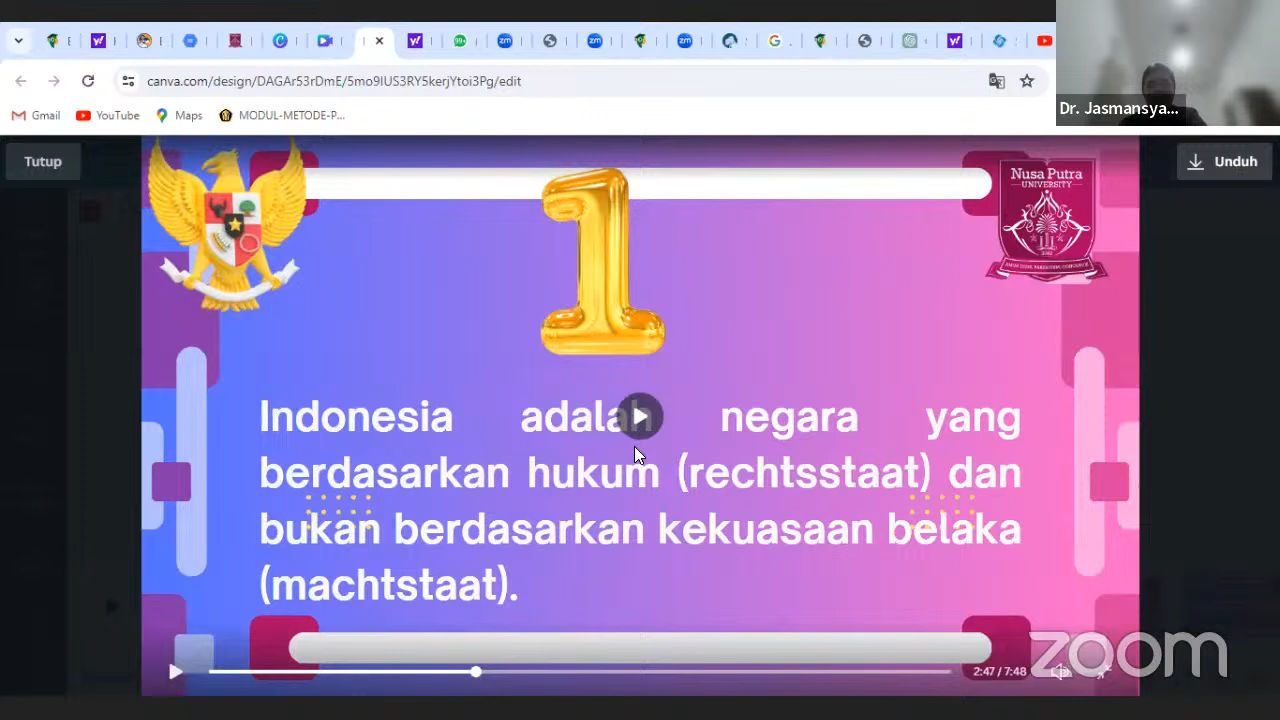 canva.com/design/DAGAr53rDmE/5mo9IUS3RY5kerjYtoi3Pg/edit
Gmail
YouTube
Maps
MODUL-METODE-P...
Dr. Jasmansya...
Tutup
Unduh
Nusa Putra
UNIVERSITY
1
Indonesia adalah negara yang
berdasarkan hukum (rechtsstaat) dan
bukan berdasarkan kekuasaan belaka
(machtstaat).
2:47 / 7:48
zoom